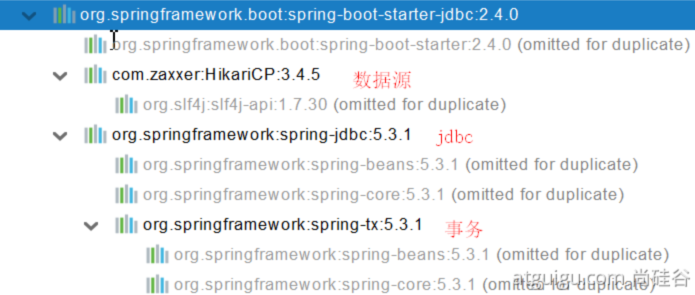 org.springframework.boot:spring-boot-starter-jdbc:2.4.0
org.springframework.boot:spring-boot-starter:2.4.0 (omitted for duplicate)
com.zaxxer:HikariCP:3.4.5 数据源
org.slf4j:slf4j-api:1.7.30 (omitted for duplicate)
org.springframework:spring-jdbc:5.3.1 jdbc
org.springframework:spring-beans:5.3.1 (omitted for duplicate)
org.springframework:spring-core:5.3.1 (omitted for duplicate)
org.springframework:spring-tx:5.3.1 事务
org.springframework:spring-beans:5.3.1 (omitted for duplicate)
org.springframework:spring-core:5.3.1 (omitted for duplicate)
atguigu.com 尚硅谷